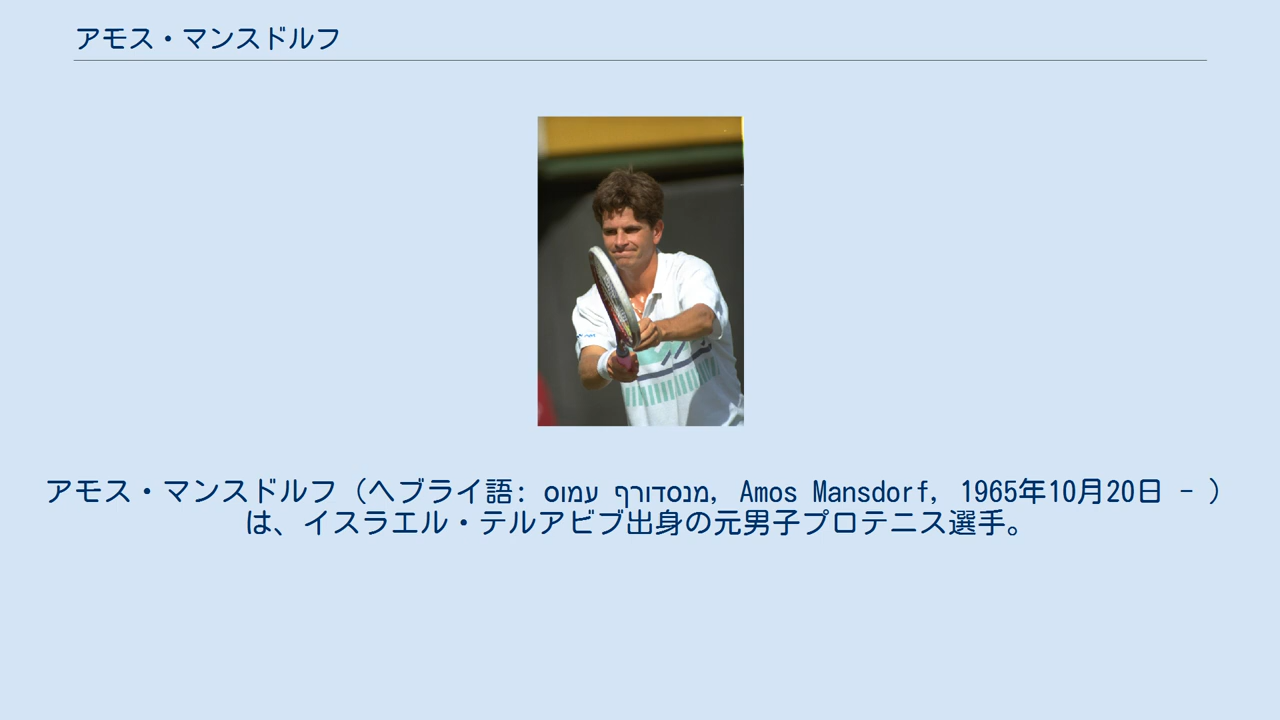 アモス・マンスドルフ
アモス・マンスドルフ（ヘブライ語: עמוס מנסדורף, Amos Mansdorf, 1965年10月20日 - ）
は、イスラエル・テルアビブ出身の元男子プロテニス選手。